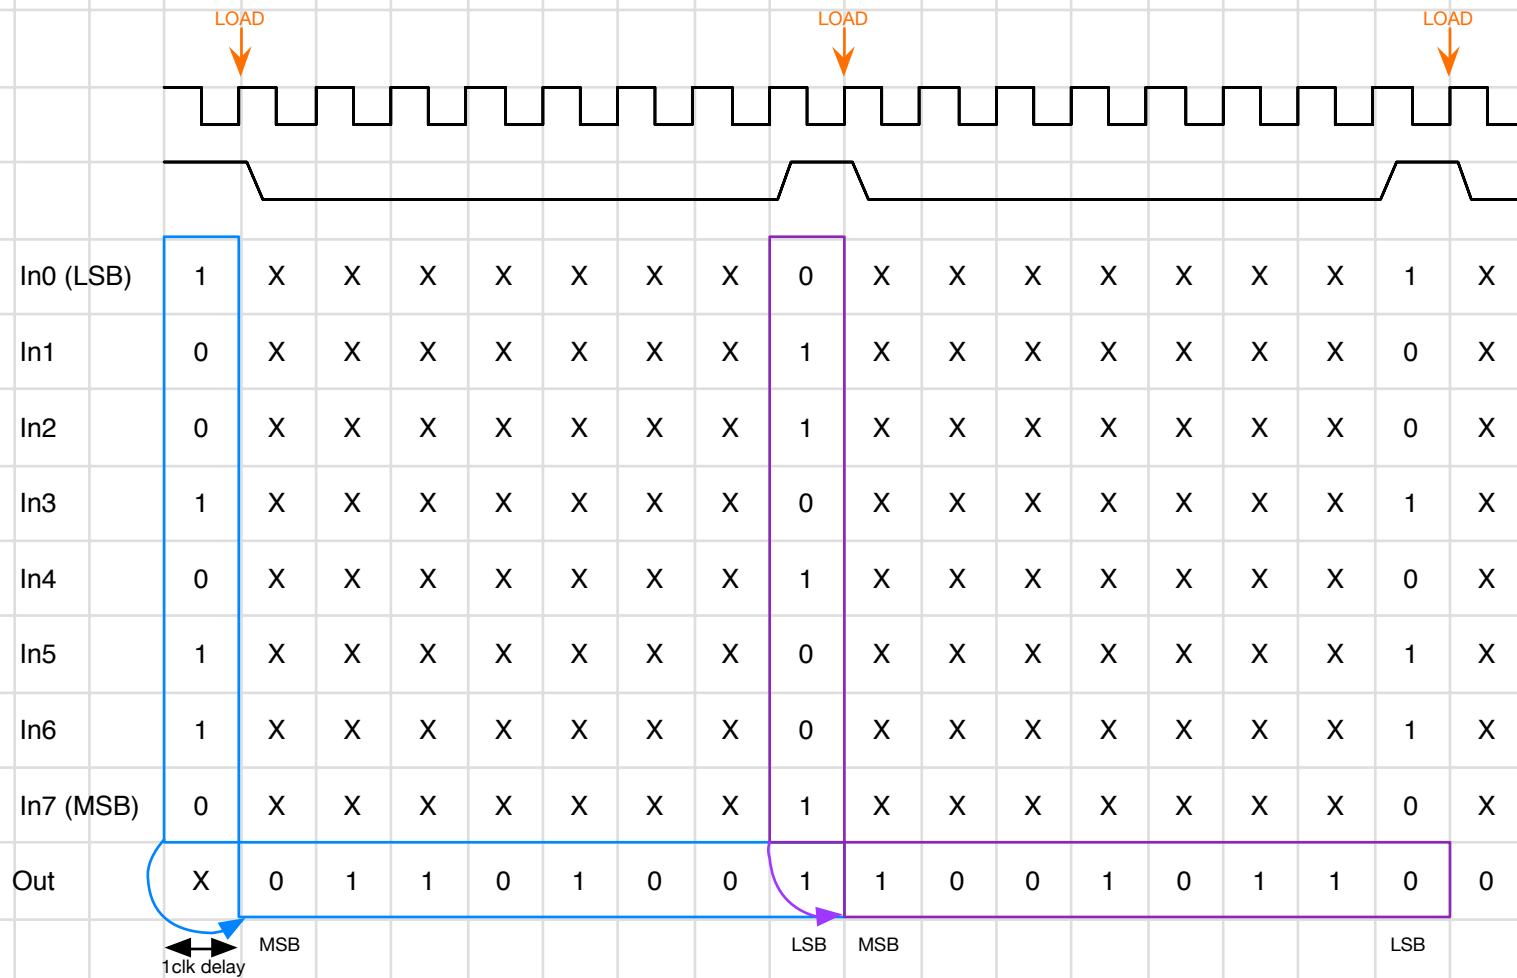 LOAD LOAD LOAD
In0 (LSB) 1 X X X X X X X 0 X X X X X X X 1 X
In1 0 X X X X X X X 1 X X X X X X X 0 X
In2 0 X X X X X X X 1 X X X X X X X 0 X
In3 1 X X X X X X X 0 X X X X X X X 1 X
In4 0 X X X X X X X 1 X X X X X X X 0 X
In5 1 X X X X X X X 0 X X X X X X X 1 X
In6 1 X X X X X X X 0 X X X X X X X 1 X
In7 (MSB) 0 X X X X X X X 1 X X X X X X X 0 X
Out X 0 1 1 0 1 0 0 1 1 0 0 1 0 1 1 0 0
MSB LSB MSB LSB
1clk delay